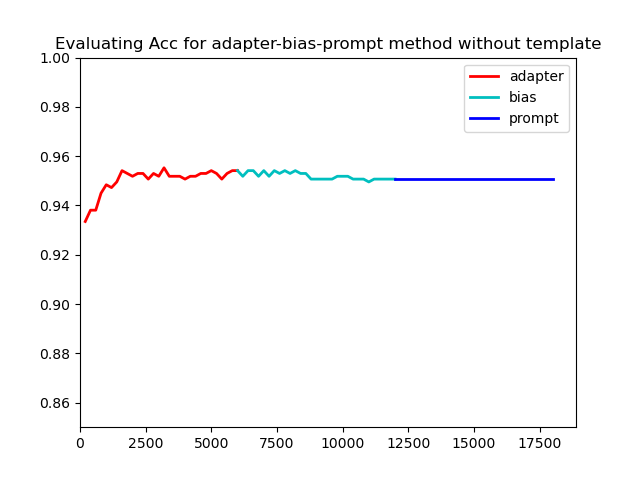 Evaluating Acc for adapter-bias-prompt method without template
1.00
0.98
0.96
0.94
0.92
0.90
0.88
0.86
adapter
bias
prompt
0 2500 5000 7500 10000 12500 15000 17500